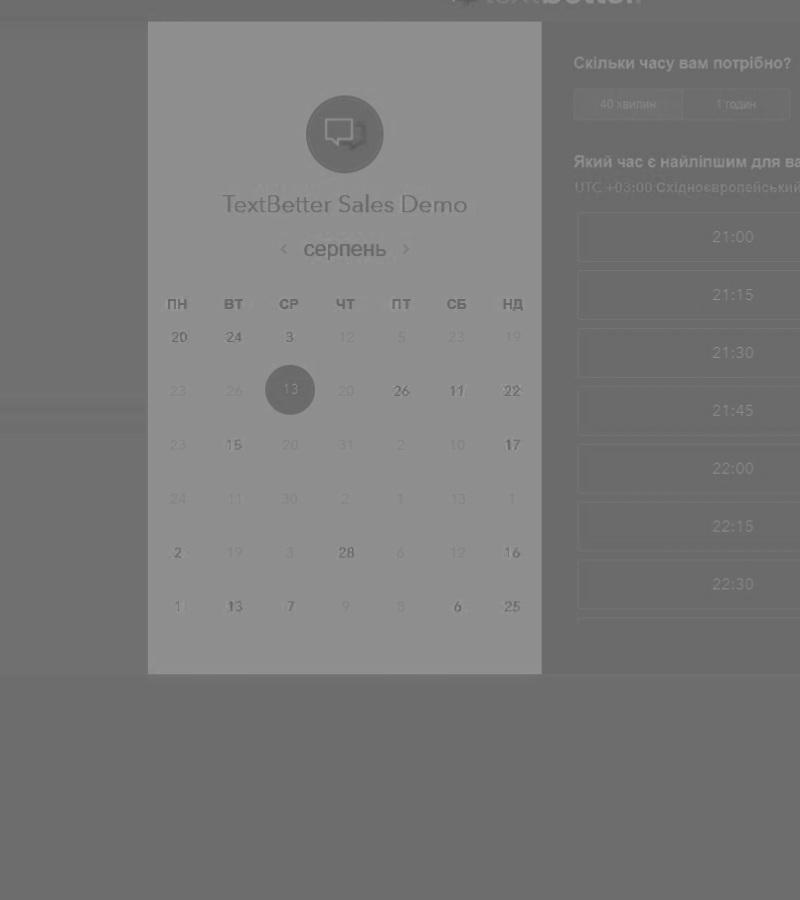 TextBetter Sales Demo
серпень
ПН ВТ СР ЧТ ПТ СБ НД
20 24 3 12 5 23 19
23 26 13 20 26 11 22
23 15 20 31 2 10 17
24 11 30 2 1 13 1
2 19 3 28 6 12 16
1 13 7 9 8 6 25
Скільки часу вам потрібно?
40 хвилин 1 годин
Який час є найліпшим для
UTC +03:00 Східноєвропейський
21:00
21:15
21:30
21:45
22:00
22:15
22:30